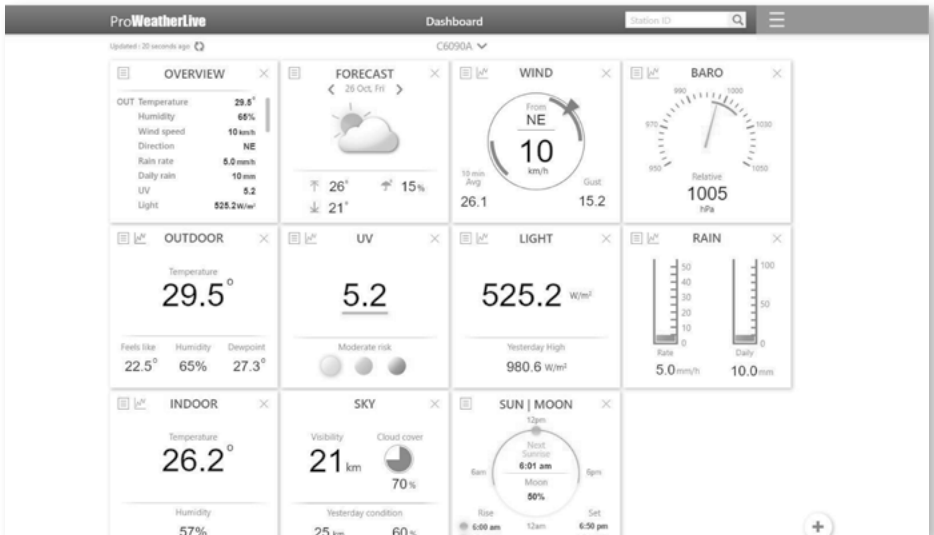 ProWeatherLive
Dashboard
Station ID
Updated : 20 seconds ago
C6090A
OVERVIEW
OUT Temperature 29.5°
Humidity 65%
Wind speed 10 km/h
Direction NE
Rain rate 5.0 mm/h
Daily rain 10 mm
UV 5.2
Light 525.2 W/m²
FORECAST
26 Oct, Fri
26° 15%
21°
WIND
From
NE
10
km/h
10 min
Avg
26.1
Gust
15.2
BARO
950 970 990 1000 1030 1050
Relative
1005
hPa
OUTDOOR
Temperature
29.5°
Feels like Humidity Dewpoint
22.5° 65% 27.3°
UV
5.2
Moderate risk
LIGHT
525.2 W/m²
Yesterday High
980.6 W/m²
RAIN
50 100
40
30 50
20
10
0 0
Rate Daily
5.0 mm/h 10.0 mm
INDOOR
Temperature
26.2°
Humidity
57%
SKY
Visibility Cloud cover
21 km
70%
Yesterday condition
25 km 60%
SUN | MOON
12pm
Next
Sunrise
6:01 am
6am 6pm
Moon
50%
Rise Set
6:00 am 12am 6:50 pm